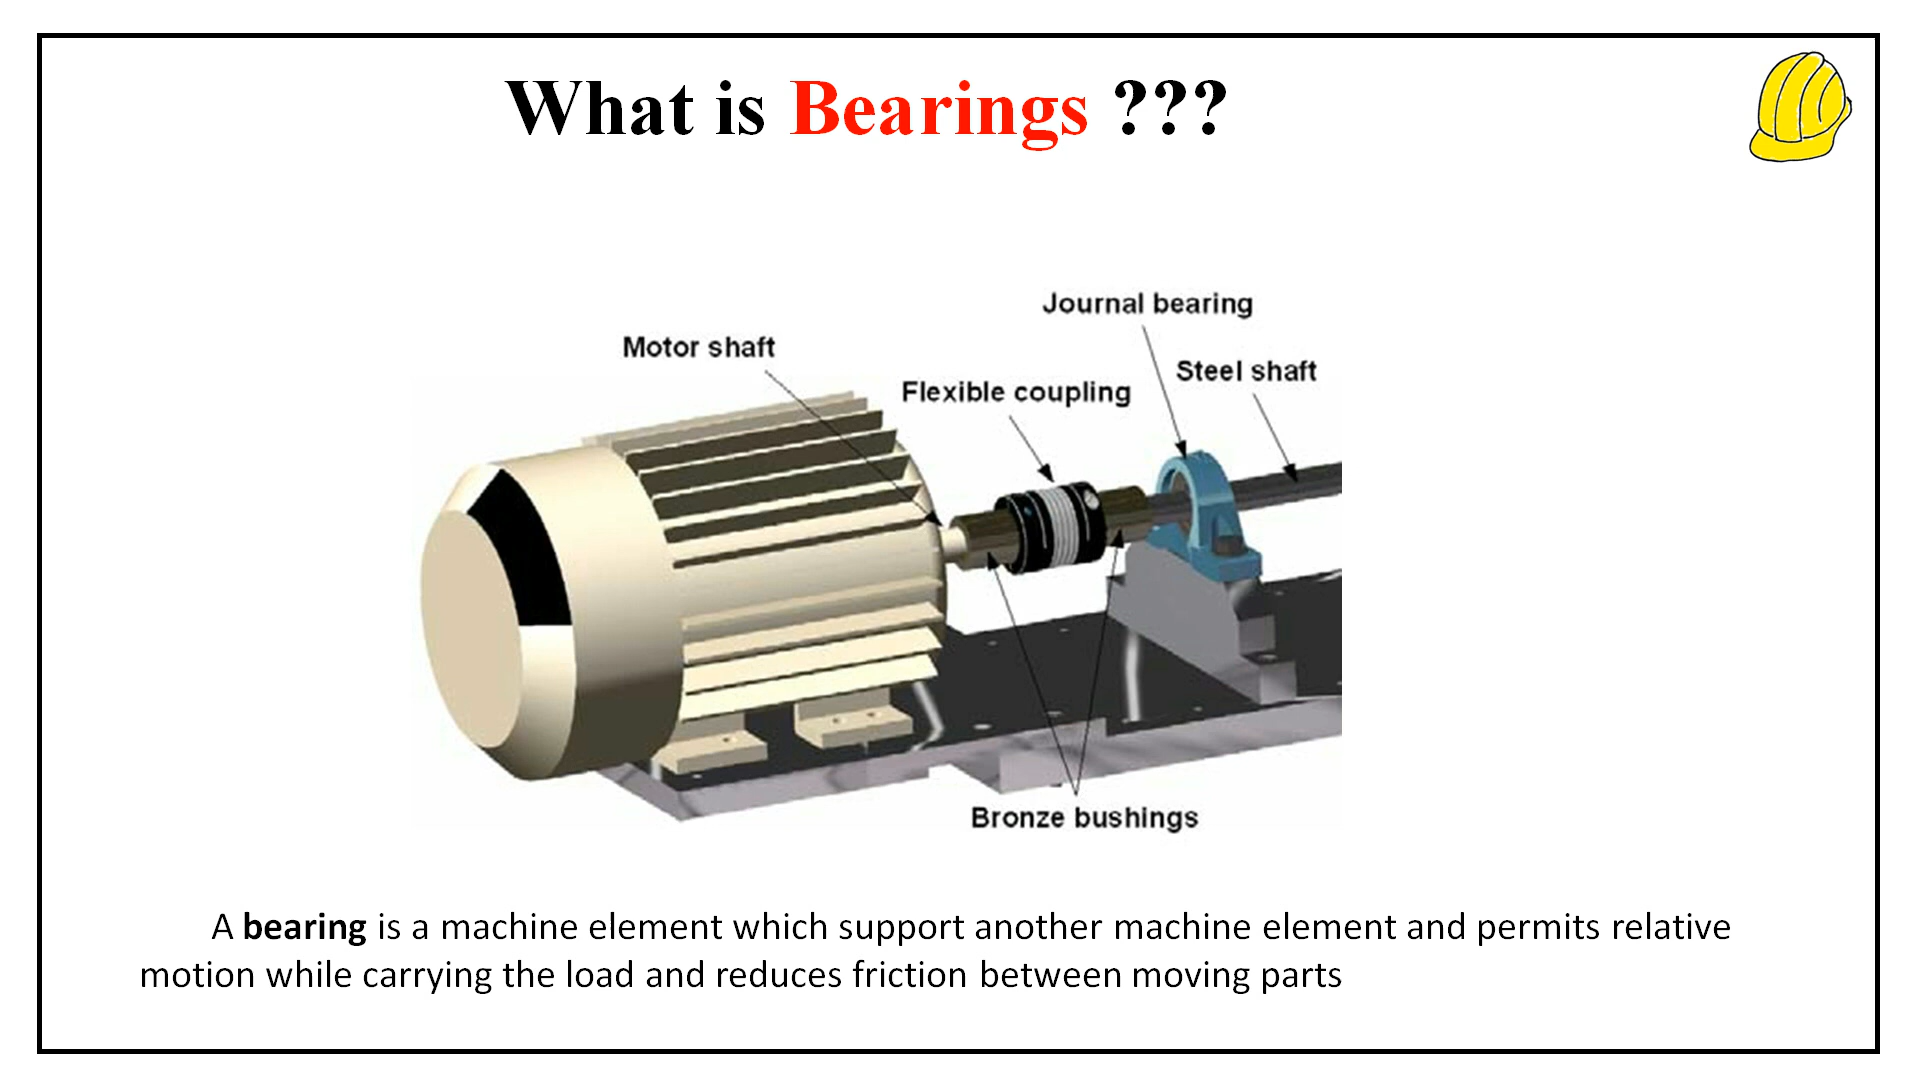 What is Bearings ???
Journal bearing
Motor shaft
Steel shaft
Flexible coupling
Bronze bushings
A bearing is a machine element which support another machine element and permits relative
motion while carrying the load and reduces friction between moving parts